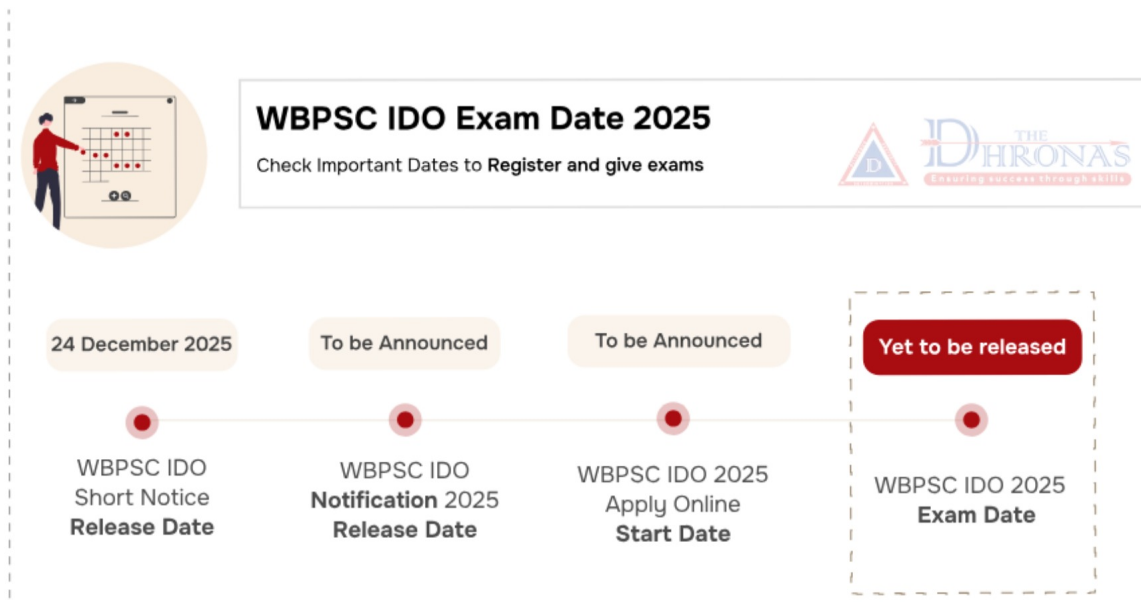 WBPSC IDO Exam Date 2025
Check Important Dates to Register and give exams
D
THE
DHRONAS
Ensuring success through skills
24 December 2025
To be Announced
To be Announced
Yet to be released
WBPSC IDO
Short Notice
Release Date
WBPSC IDO
Notification 2025
Release Date
WBPSC IDO 2025
Apply Online
Start Date
WBPSC IDO 2025
Exam Date